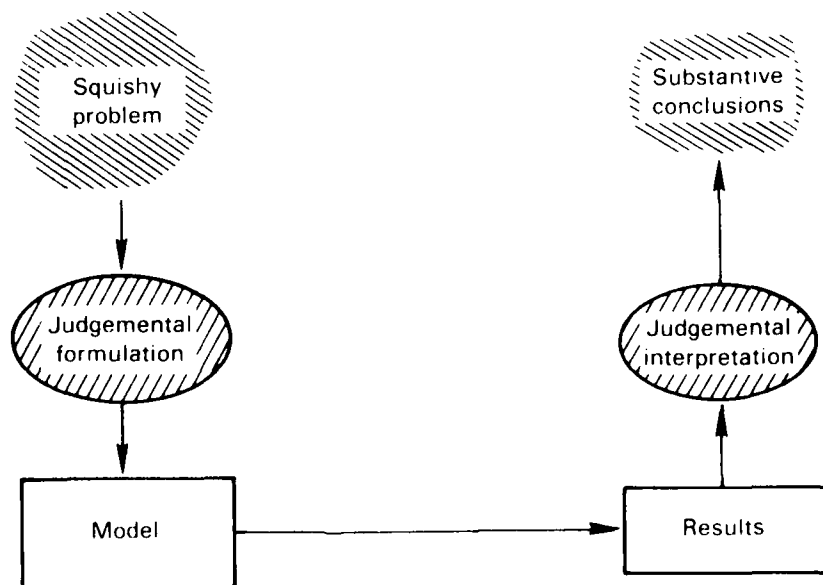 Squishy
problem
Substantive
conclusions
Judgemental
formulation
Judgemental
interpretation
Model
Results